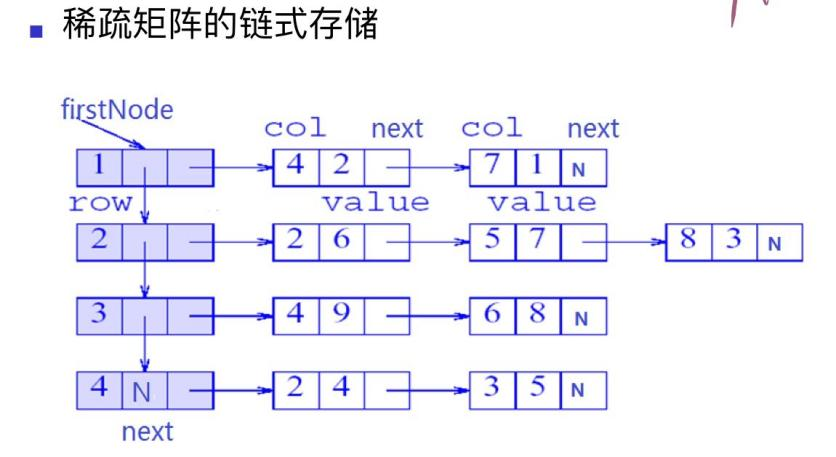 稀疏矩阵的链式存储
firstNode
col next col next
1 4 2 7 1 N
row value value
2 2 6 5 7 8 3 N
3 4 9 6 8 N
4 N 2 4 3 5 N
next